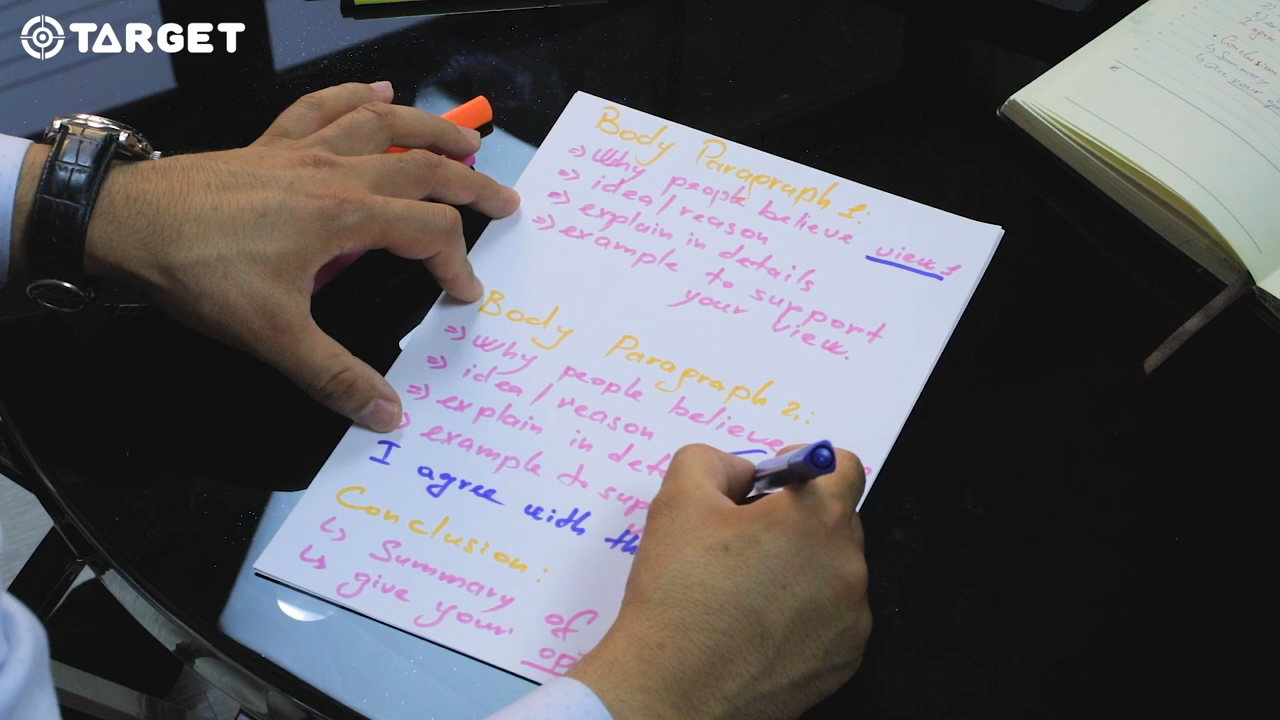 TARGET
Body Paragraph 1:
=> Why people believe view 1
=> idea/reason
=> explain in details
=> example to support
your view.
Body Paragraph 2:
=> Why people believe
=> idea/reason
=> explain in
=> example to
I agree with
Conclusion:
↳ Summary of
↳ give your
Conclusion
Summary